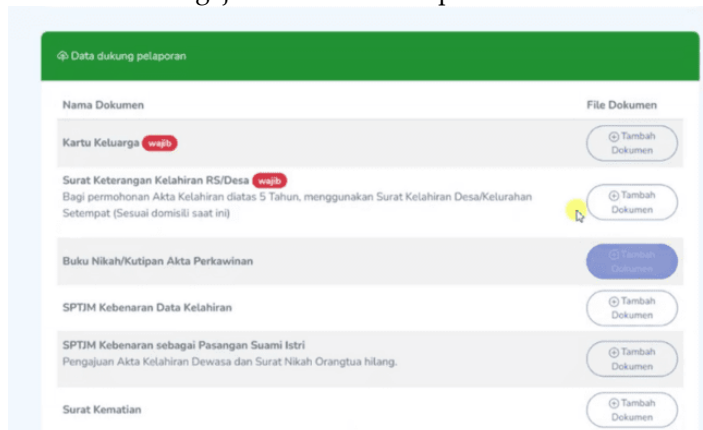 Data dukung pelaporan
Nama Dokumen File Dokumen
Kartu Keluarga wajib
Tambah
Dokumen
Surat Keterangan Kelahiran RS/Desa wajib
Bagi permohonan Akta Kelahiran diatas 5 Tahun, menggunakan Surat Kelahiran Desa/Kelurahan
Setempat (Sesuai domisili saat ini)
Tambah
Dokumen
Buku Nikah/Kutipan Akta Perkawinan
Tambah
Dokumen
SPTJM Kebenaran Data Kelahiran
Tambah
Dokumen
SPTJM Kebenaran sebagai Pasangan Suami Istri
Pengajuan Akta Kelahiran Dewasa dan Surat Nikah Orangtua hilang.
Tambah
Dokumen
Surat Kematian
Tambah
Dokumen